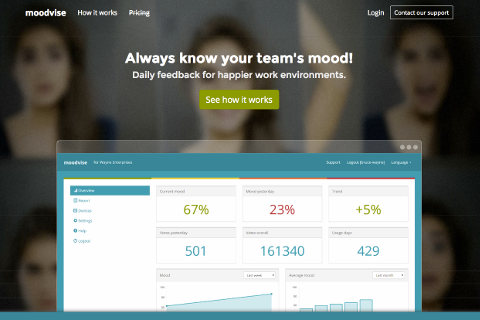 moodvise How it works Pricing Login Contact our support
Always know your team's mood!
Daily feedback for happier work environments.
See how it works
moodvise for Wayne Enterprises Support Logout (bruce-wayne) Language
Overview
Report
Devices
Settings
Help
Logout
Current mood Mood yesterday Trend
67% 23% +5%
Votes yesterday Votes overall Usage days
501 161340 429
Mood Last week Average mood Last month